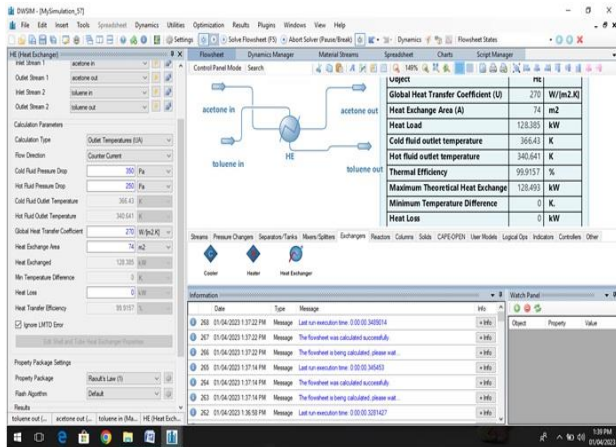 DWSIM - [MySimulation_57]
File Edit Insert Tools Spreadsheet Dynamics Utilities Optimization Results Plugins Windows View Help
Settings Solve Flowsheet (F5) Abort Solver (Pause/Break) Dynamics Flowsheet States
HE (Heat Exchanger)
Inlet Stream 1 acetone in
Outlet Stream 1 acetone out
Inlet Stream 2 toluene in
Outlet Stream 2 toluene out
Calculation Parameters
Calculation Type Outlet Temperatures (UA)
Flow Direction Counter Current
Cold Fluid Pressure Drop 350 Pa
Hot Fluid Pressure Drop 250 Pa
Cold Fluid Outlet Temperature 366.43 K
Hot Fluid Outlet Temperature 340.641 K
Global Heat Transfer Coefficient 270 W/[m2.K]
Heat Exchange Area 74 m2
Heat Exchanged 128.385 kW
Min Temperature Difference 0 K.
Heat Loss 0 kW
Heat Transfer Efficiency 99.9157 %
Ignore LMTD Error
Property Package Settings
Property Package Raoult's Law (1)
Flash Algorithm Default
Results
toluene out (... acetone out (... toluene in (Ma... HE (Heat Exch...
Flowsheet Dynamics Manager Material Streams Spreadsheet Charts Script Manager
Control Panel Mode Search 149%
acetone in
acetone out
toluene in
HE
toluene out
Object HE
Global Heat Transfer Coefficient (U) 270 W/[m2.K]
Heat Exchange Area (A) 74 m2
Heat Load 128.385 kW
Cold fluid outlet temperature 366.43 K
Hot fluid outlet temperature 340.641 K
Thermal Efficiency 99.9157 %
Maximum Theoretical Heat Exchange 128.493 kW
Minimum Temperature Difference 0 K.
Heat Loss 0 kW
Streams Pressure Changers Separators/Tanks Mixers/Splitters Exchangers Reactors Columns Solids CAPE-OPEN User Models Logical Ops Indicators Controllers Other
Cooler Heater Heat Exchanger
Information
Date Type Message Info
268 01/04/2023 1:37:22 PM Message Last run execution time: 0:00:00.3485014 + Info
267 01/04/2023 1:37:22 PM Message The flowsheet was calculated successfully. + Info
266 01/04/2023 1:37:22 PM Message The flowsheet is being calculated, please wait... + Info
265 01/04/2023 1:37:14 PM Message Last run execution time: 0:00:00.345453 + Info
264 01/04/2023 1:37:14 PM Message The flowsheet was calculated successfully. + Info
263 01/04/2023 1:37:14 PM Message The flowsheet is being calculated, please wait... + Info
262 01/04/2023 1:36:50 PM Message Last run execution time: 0:00:00.3281427 + Info
Watch Panel
Object Property Value
1:39 PM
01/04/2023